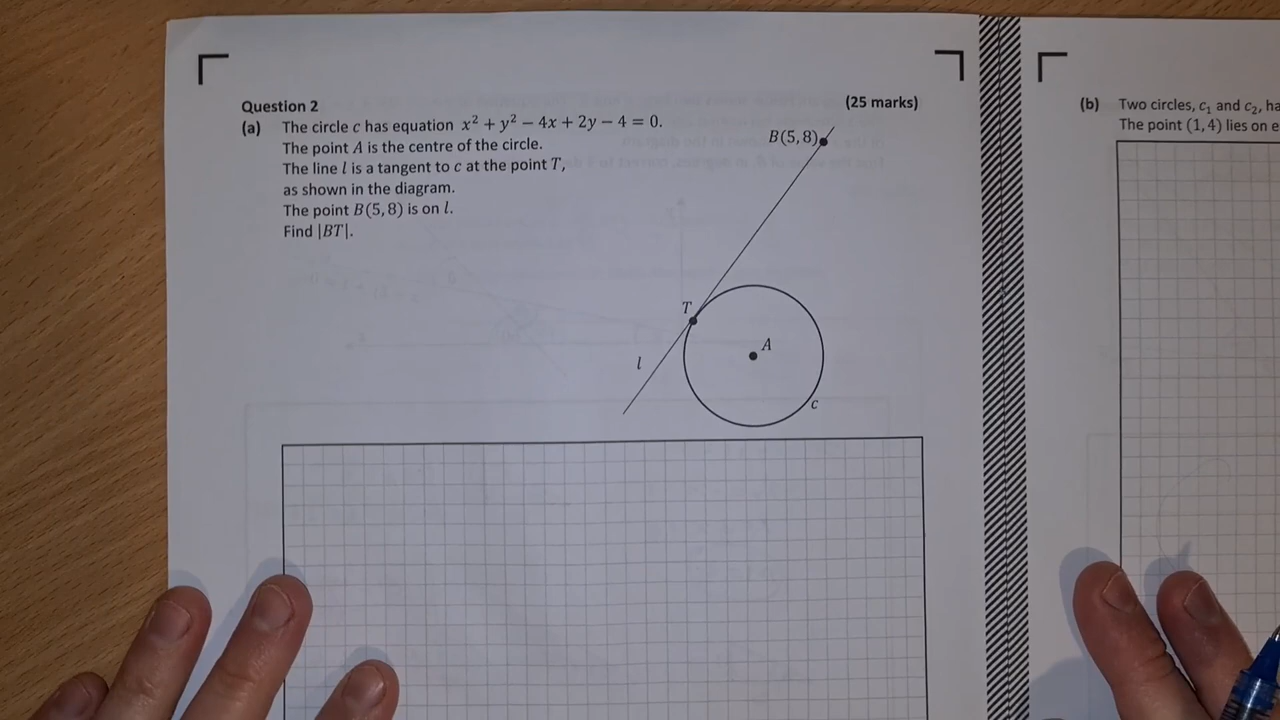 Question 2
(25 marks)
(a) The circle c has equation x² + y² − 4x + 2y − 4 = 0.
The point A is the centre of the circle.
The line l is a tangent to c at the point T,
as shown in the diagram.
The point B(5, 8) is on l.
Find |BT|.
B(5, 8)
T
A
l
c
(b) Two circles, c₁ and c₂,
The point (1, 4) lies on